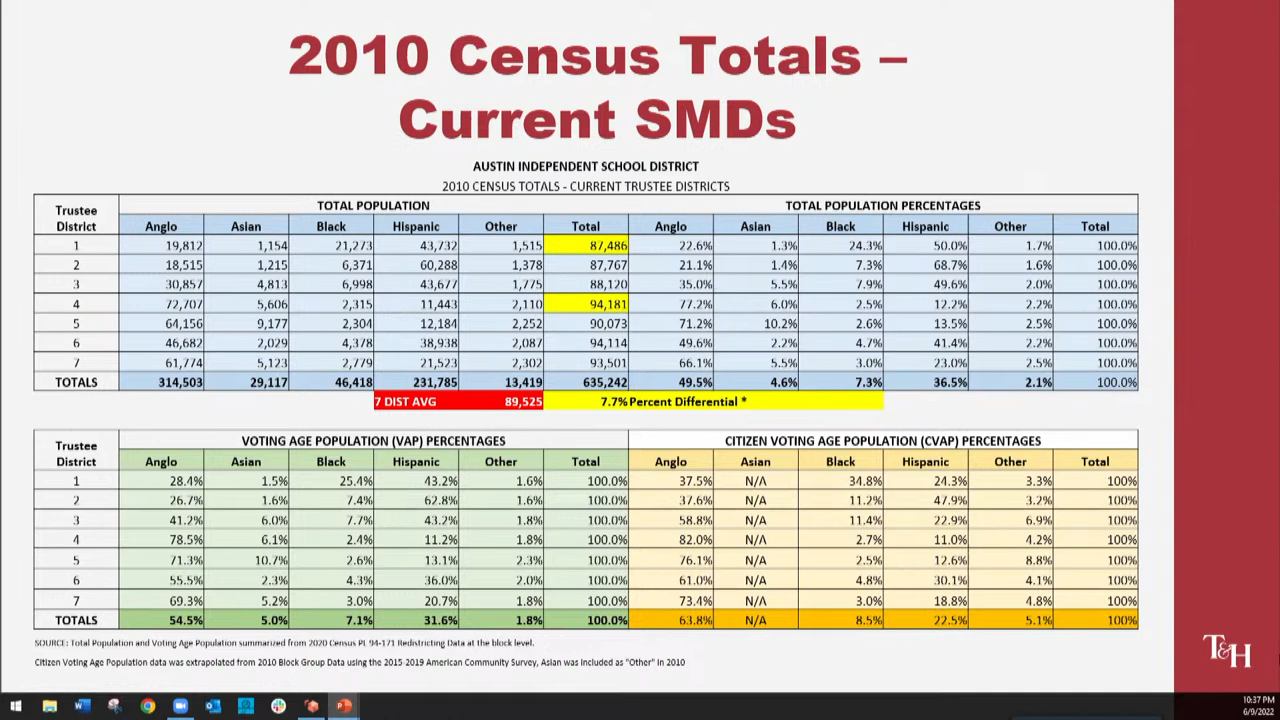 2010 Census Totals –
Current SMDs
AUSTIN INDEPENDENT SCHOOL DISTRICT
2010 CENSUS TOTALS - CURRENT TRUSTEE DISTRICTS
Trustee District TOTAL POPULATION TOTAL POPULATION PERCENTAGES
Anglo Asian Black Hispanic Other Total Anglo Asian Black Hispanic Other Total
1 19,812 1,154 21,273 43,732 1,515 87,486 22.6% 1.3% 24.3% 50.0% 1.7% 100.0%
2 18,515 1,215 6,371 60,288 1,378 87,767 21.1% 1.4% 7.3% 68.7% 1.6% 100.0%
3 30,857 4,813 6,998 43,677 1,775 88,120 35.0% 5.5% 7.9% 49.6% 2.0% 100.0%
4 72,707 5,606 2,315 11,443 2,110 94,181 77.2% 6.0% 2.5% 12.2% 2.2% 100.0%
5 64,156 9,177 2,304 12,184 2,252 90,073 71.2% 10.2% 2.6% 13.5% 2.5% 100.0%
6 46,682 2,029 4,378 38,938 2,087 94,114 49.6% 2.2% 4.7% 41.4% 2.2% 100.0%
7 61,774 5,123 2,779 21,523 2,302 93,501 66.1% 5.5% 3.0% 23.0% 2.5% 100.0%
TOTALS 314,503 29,117 46,418 231,785 13,419 635,242 49.5% 4.6% 7.3% 36.5% 2.1% 100.0%
7 DIST AVG 89,525 7.7% Percent Differential *
Trustee District VOTING AGE POPULATION (VAP) PERCENTAGES CITIZEN VOTING AGE POPULATION (CVAP) PERCENTAGES
Anglo Asian Black Hispanic Other Total Anglo Asian Black Hispanic Other Total
1 28.4% 1.5% 25.4% 43.2% 1.6% 100.0% 37.5% N/A 34.8% 24.3% 3.3% 100%
2 26.7% 1.6% 7.4% 62.8% 1.6% 100.0% 37.6% N/A 11.2% 47.9% 3.2% 100%
3 41.2% 6.0% 7.7% 43.2% 1.8% 100.0% 58.8% N/A 11.4% 22.9% 6.9% 100%
4 78.5% 6.1% 2.4% 11.2% 1.8% 100.0% 82.0% N/A 2.7% 11.0% 4.2% 100%
5 71.3% 10.7% 2.6% 13.1% 2.3% 100.0% 76.1% N/A 2.5% 12.6% 8.8% 100%
6 55.5% 2.3% 4.3% 36.0% 2.0% 100.0% 61.0% N/A 4.8% 30.1% 4.1% 100%
7 69.3% 5.2% 3.0% 20.7% 1.8% 100.0% 73.4% N/A 3.0% 18.8% 4.8% 100%
TOTALS 54.5% 5.0% 7.1% 31.6% 1.8% 100.0% 63.8% N/A 8.5% 22.5% 5.1% 100%
SOURCE: Total Population and Voting Age Population summarized from 2020 Census PL 94-171 Redistricting Data at the block level.
Citizen Voting Age Population data was extrapolated from 2010 Block Group Data using the 2015-2019 American Community Survey, Asian was included as "Other" in 2010
T&H
10:37 PM
6/9/2022